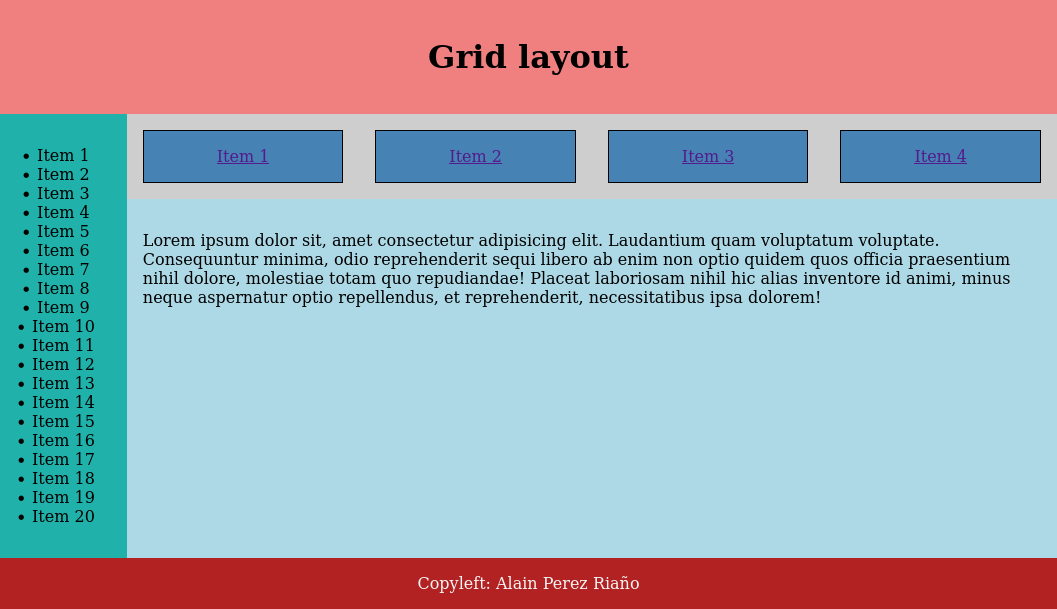 Grid layout
Item 1
Item 2
Item 3
Item 4
Item 5
Item 6
Item 7
Item 8
Item 9
Item 10
Item 11
Item 12
Item 13
Item 14
Item 15
Item 16
Item 17
Item 18
Item 19
Item 20
Item 1 Item 2 Item 3 Item 4
Lorem ipsum dolor sit, amet consectetur adipisicing elit. Laudantium quam voluptatum voluptate.
Consequuntur minima, odio reprehenderit sequi libero ab enim non optio quidem quos officia praesentium
nihil dolore, molestiae totam quo repudiandae! Placeat laboriosam nihil hic alias inventore id animi, minus
neque aspernatur optio repellendus, et reprehenderit, necessitatibus ipsa dolorem!
Copyleft: Alain Perez Riaño